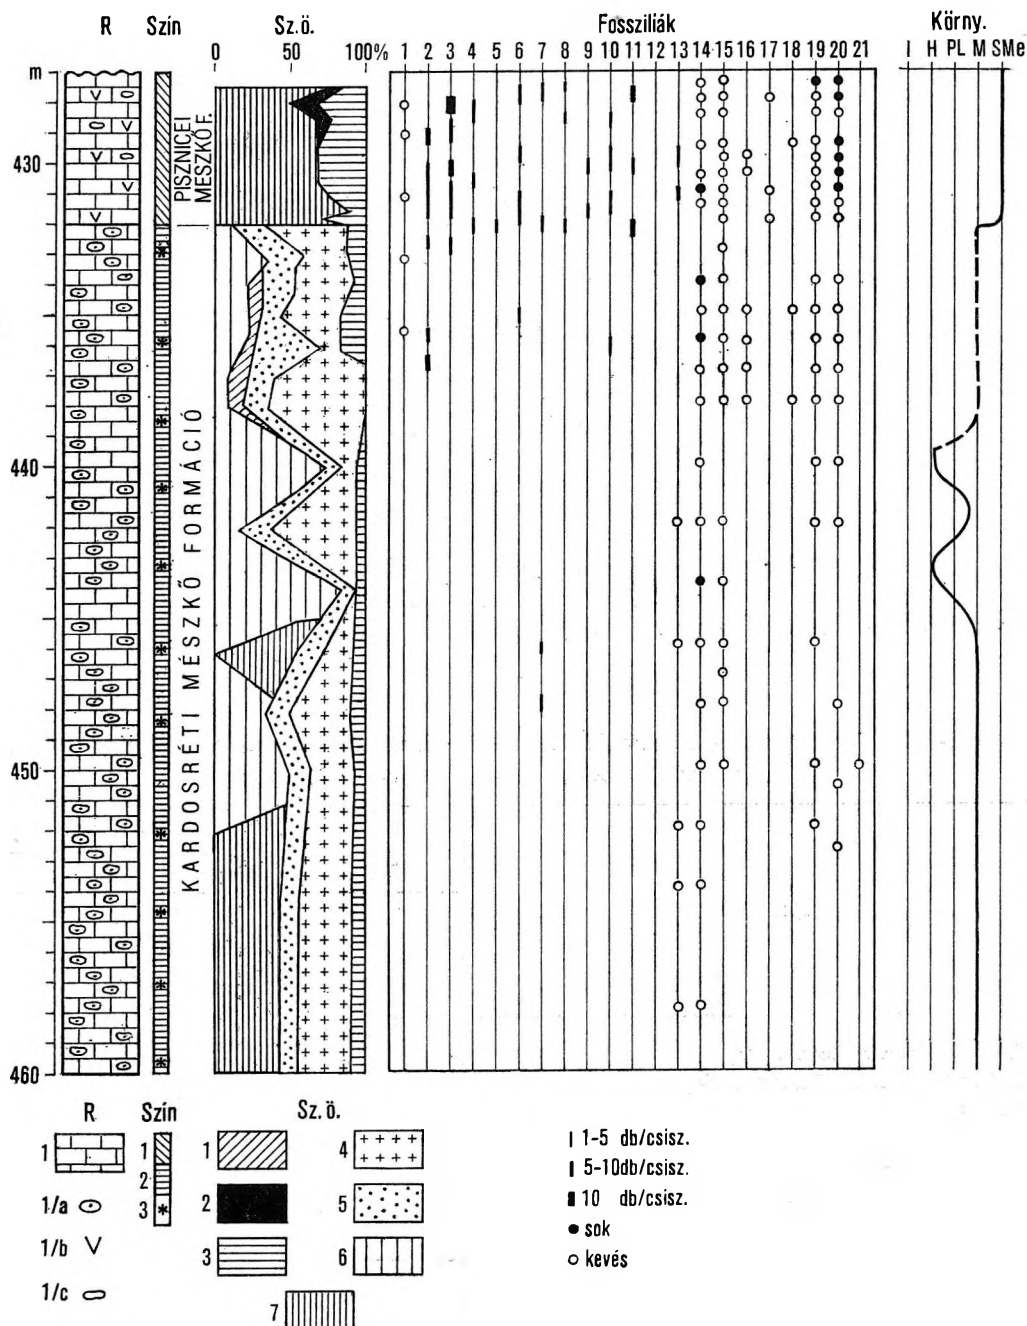 R Szín Sz.ö. Fossziliák Körny.
0 50 100% 1 2 3 4 5 6 7 8 9 10 11 12 13 14 15 16 17 18 19 20 21 I H PL M SMe
m
430
440
450
460
PISZNICEI MÉSZKŐ F.
KARDOSRÉTI MÉSZKŐ FORMÁCIÓ
R Szín Sz.ö.
1 1 1 4
2
1/a 3 2 5
1/b 3 6
1/c 7
1-5 db/csisz.
5-10db/csisz.
10 db/csisz.
sok
kevés